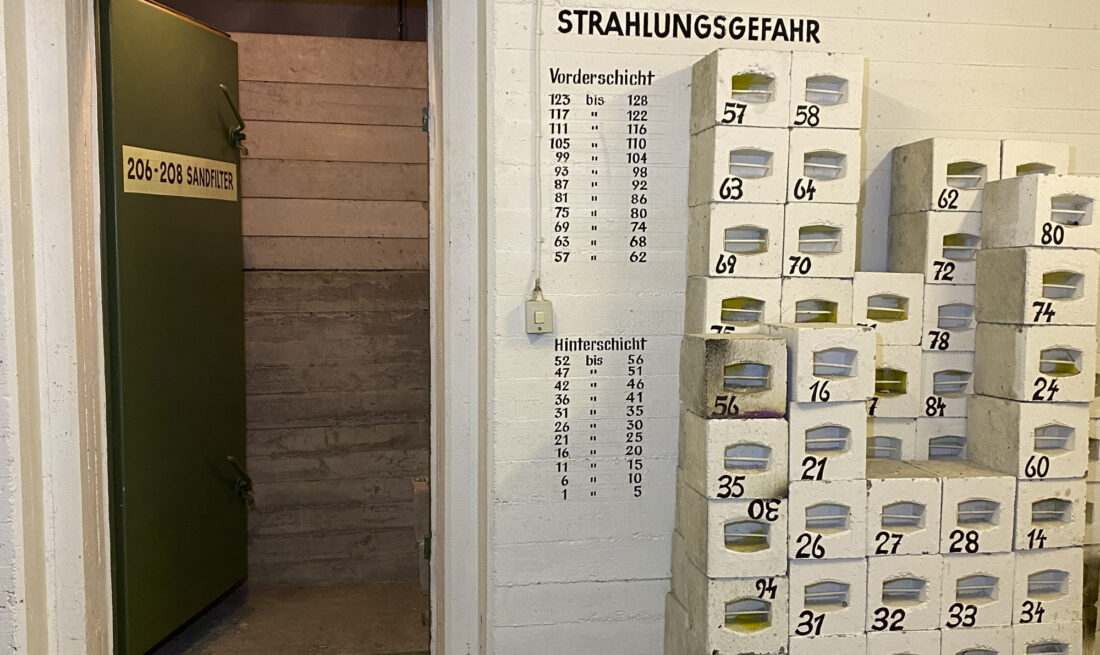 STRAHLUNGSGEFAHR
206-208 SANDFILTER
Vorderschicht
123 bis 128
117 " 122
111 " 116
105 " 110
99 " 104
93 " 98
87 " 92
81 " 86
75 " 80
69 " 74
63 " 68
57 " 62
Hinterschicht
52 bis 56
47 " 51
42 " 46
36 " 41
31 " 35
26 " 30
21 " 25
16 " 20
11 " 15
6 " 10
1 " 5
57 58
63 64 62
80
69 70 72
74
75
78
16 24
56 84
21 60
35
30
26 27 28 14
94
31 32 33 34